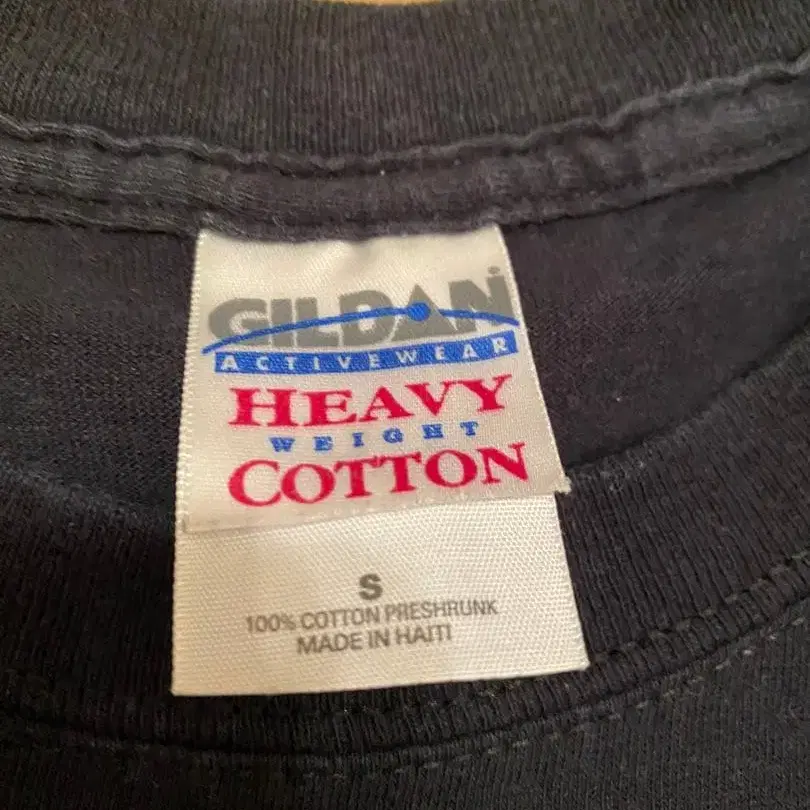 GILDAN
ACTIVEWEAR
HEAVY
WEIGHT
COTTON
S
100% COTTON PRESHRUNK
MADE IN HAITI